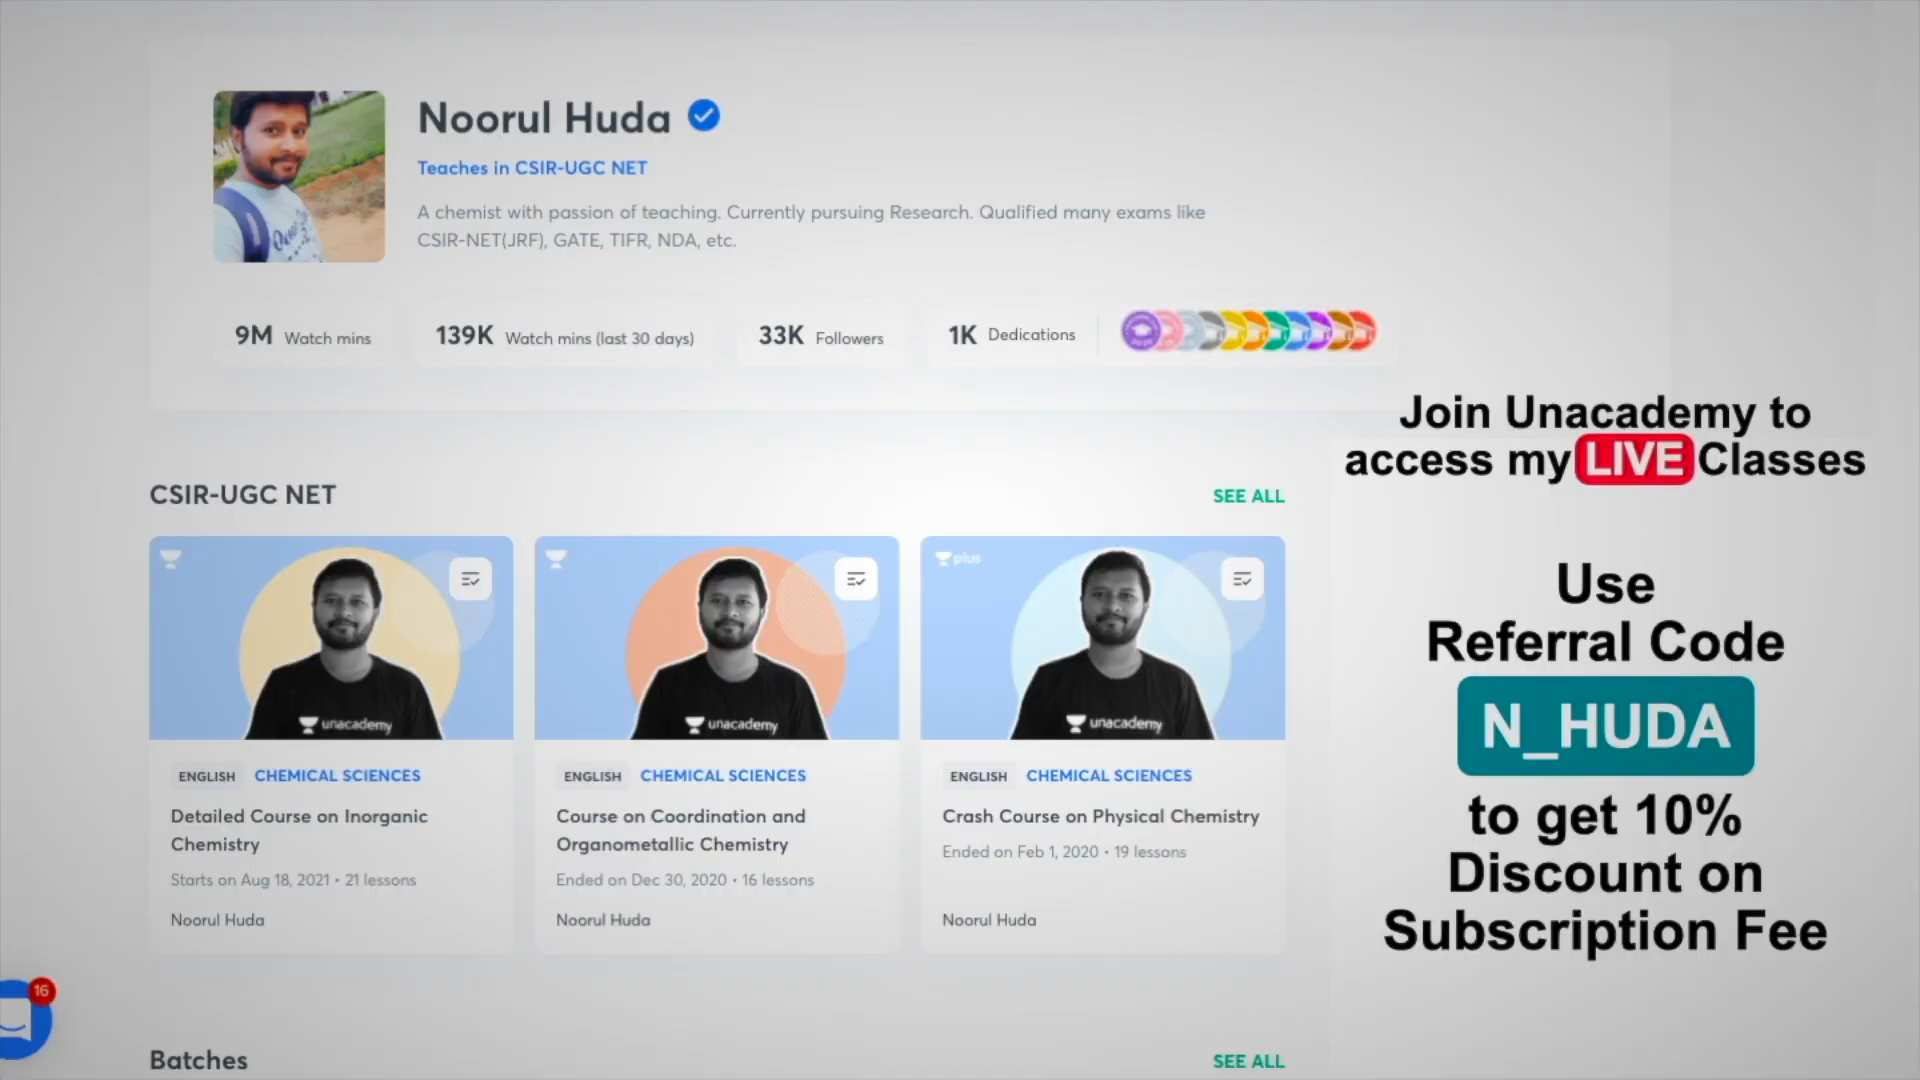 Noorul Huda
Teaches in CSIR-UGC NET
A chemist with passion of teaching. Currently pursuing Research. Qualified many exams like
CSIR-NET(JRF), GATE, TIFR, NDA, etc.
9M Watch mins
139K Watch mins (last 30 days)
33K Followers
1K Dedications
Join Unacademy to
access my LIVE Classes
Use
Referral Code
N_HUDA
to get 10%
Discount on
Subscription Fee
CSIR-UGC NET
SEE ALL
unacademy
ENGLISH CHEMICAL SCIENCES
Detailed Course on Inorganic
Chemistry
Starts on Aug 18, 2021 • 21 lessons
Noorul Huda
unacademy
ENGLISH CHEMICAL SCIENCES
Course on Coordination and
Organometallic Chemistry
Ended on Dec 30, 2020 • 16 lessons
Noorul Huda
plus
unacademy
ENGLISH CHEMICAL SCIENCES
Crash Course on Physical Chemistry
Ended on Feb 1, 2020 • 19 lessons
Noorul Huda
16
Batches
SEE ALL